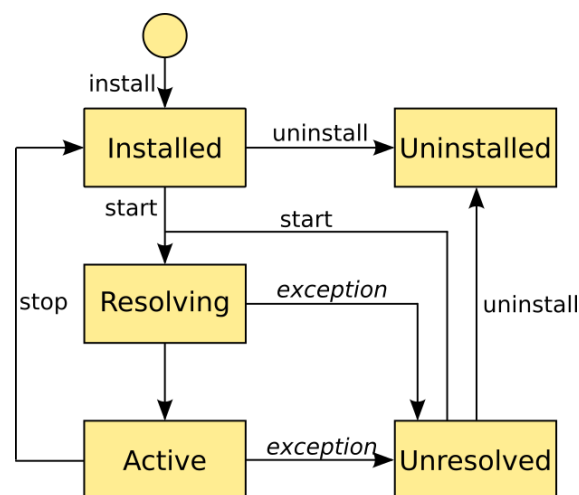 install
Installed
uninstall
Uninstalled
start
start
Resolving
exception
stop
uninstall
Active
exception
Unresolved